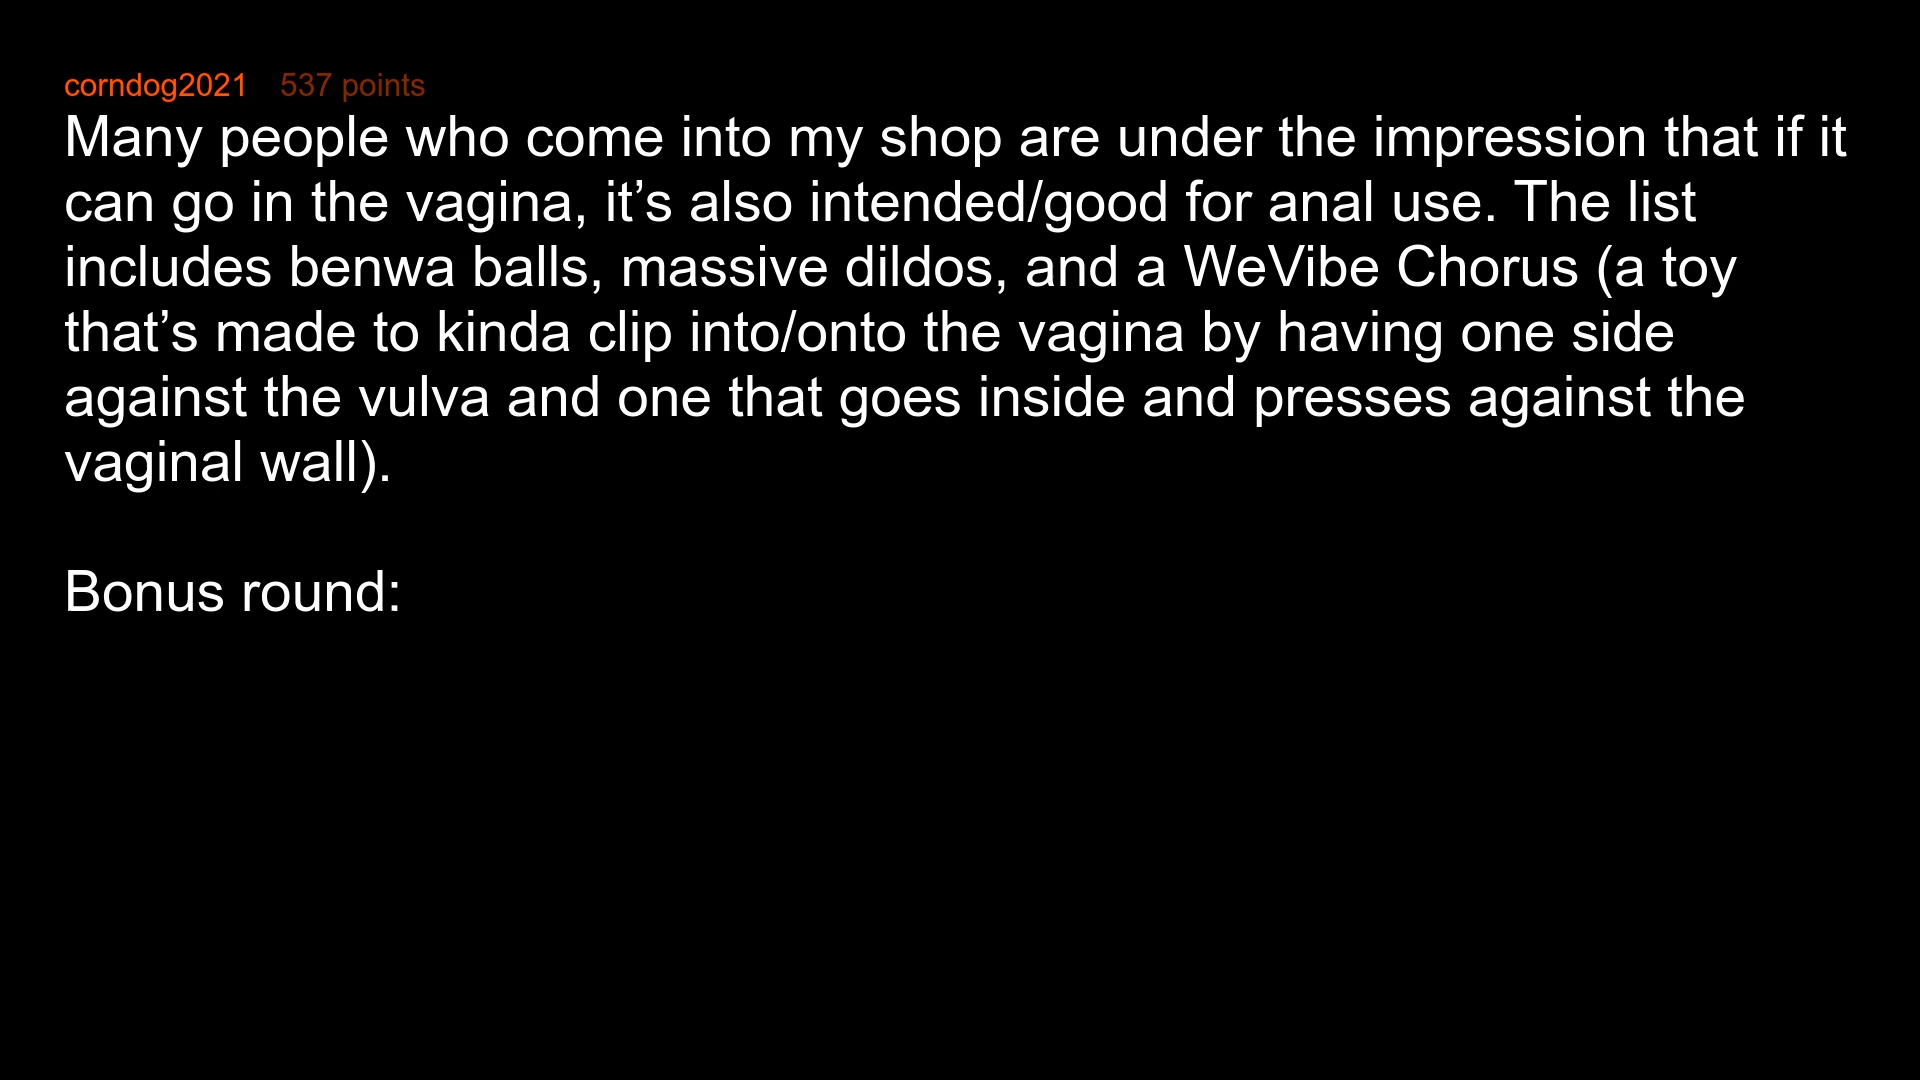 corndog2021 537 points
Many people who come into my shop are under the impression that if it
can go in the vagina, it’s also intended/good for anal use. The list
includes benwa balls, massive dildos, and a WeVibe Chorus (a toy
that’s made to kinda clip into/onto the vagina by having one side
against the vulva and one that goes inside and presses against the
vaginal wall).
Bonus round: